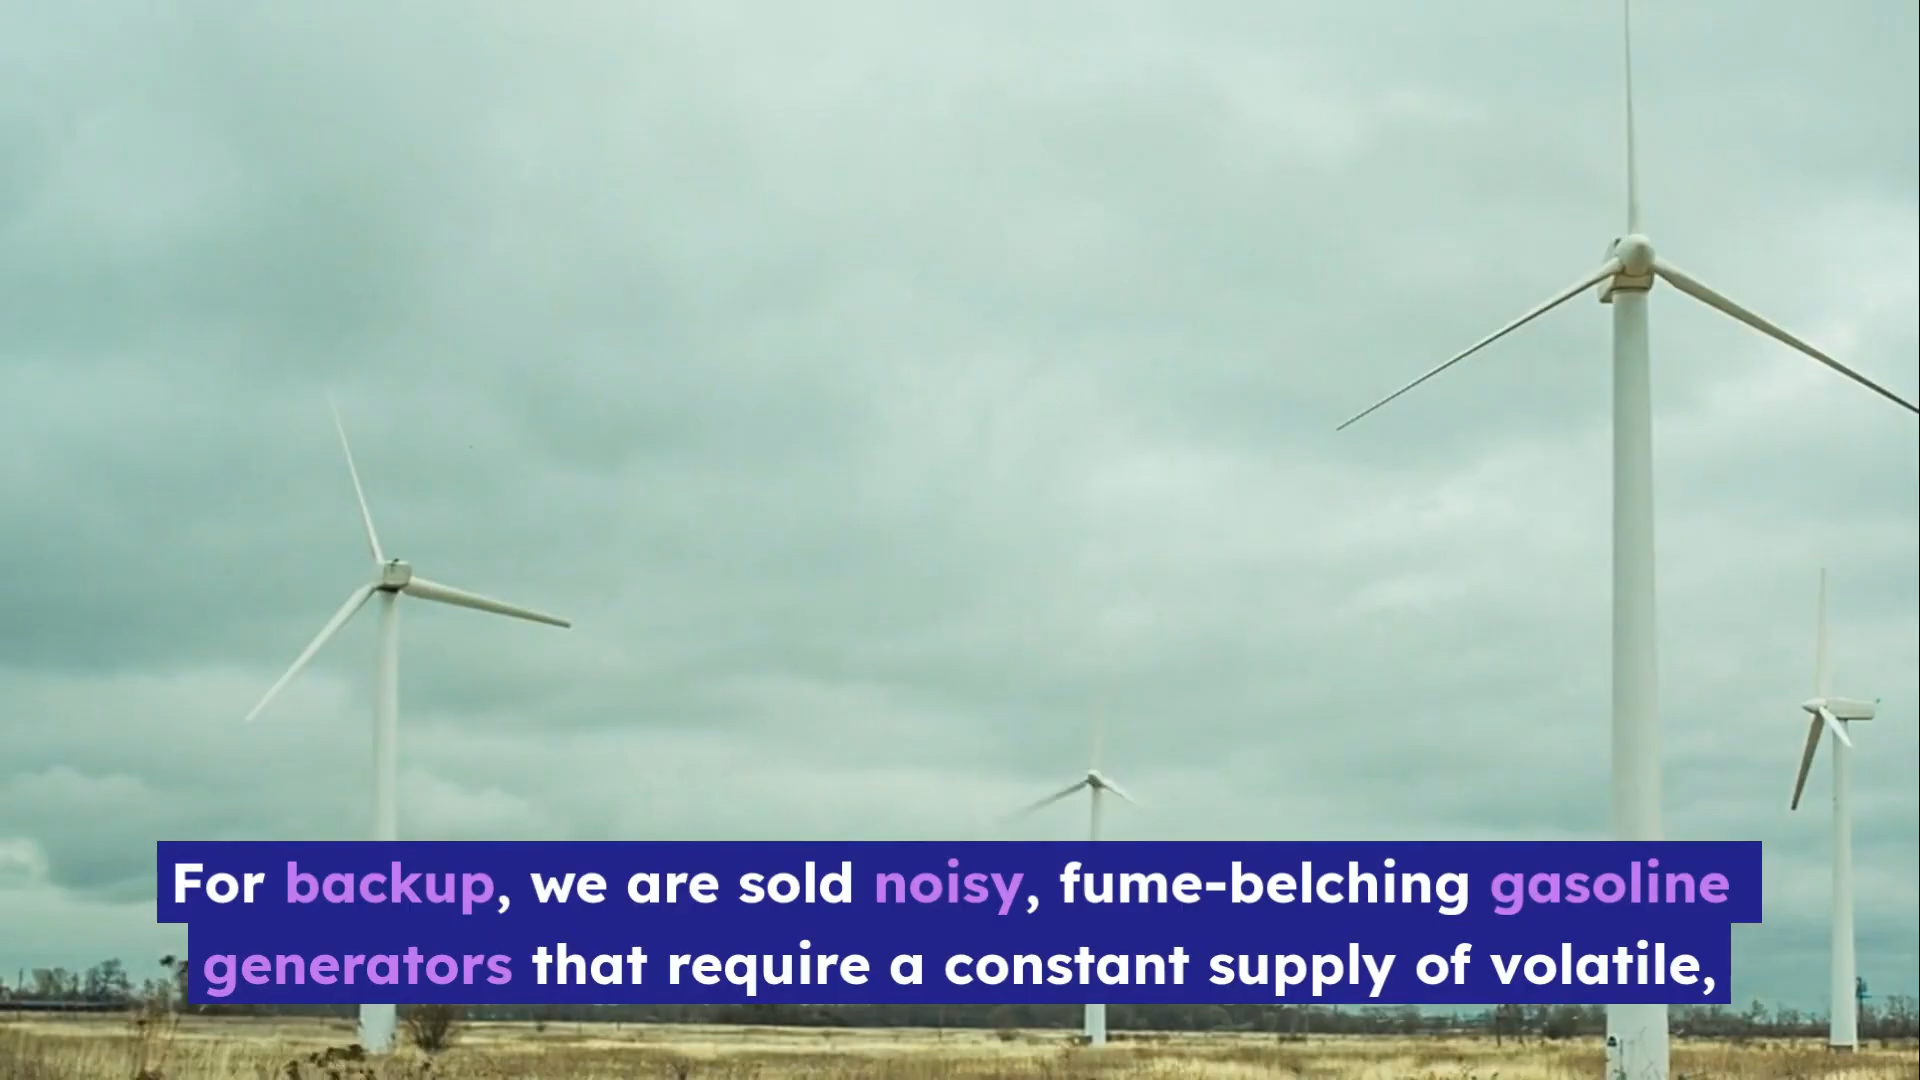 For backup, we are sold noisy, fume-belching gasoline
generators that require a constant supply of volatile,